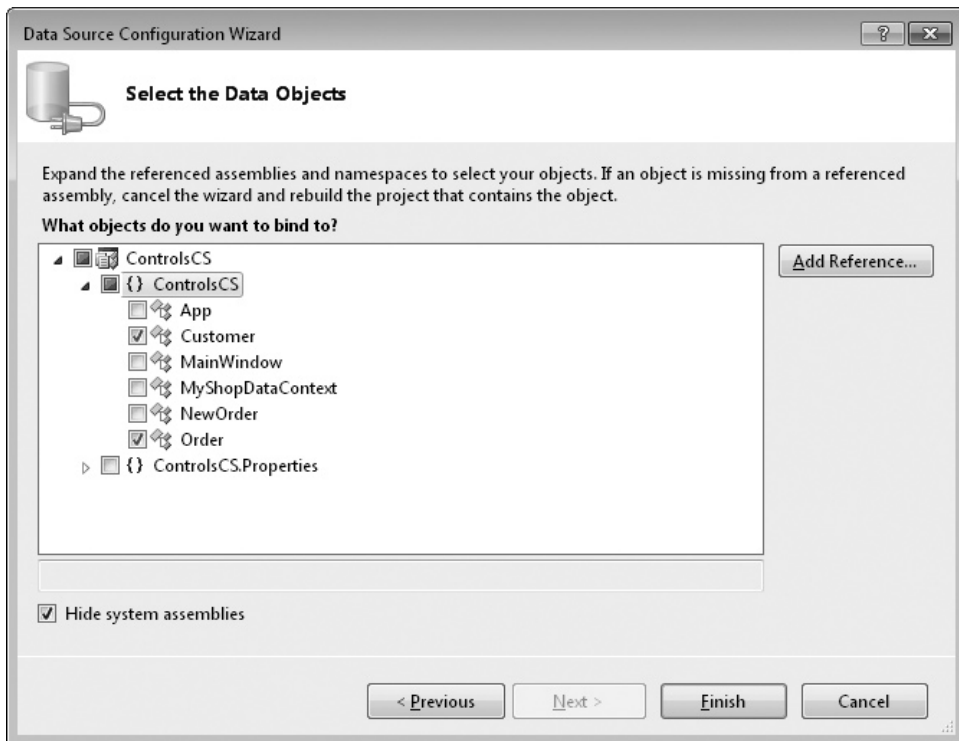 Data Source Configuration Wizard
?
Select the Data Objects
Expand the referenced assemblies and namespaces to select your objects. If an object is missing from a referenced
assembly, cancel the wizard and rebuild the project that contains the object.
What objects do you want to bind to?
ControlsCS
Add Reference...
{} ControlsCS
App
Customer
MainWindow
MyShopDataContext
NewOrder
Order
{} ControlsCS.Properties
Hide system assemblies
< Previous
Next >
Finish
Cancel